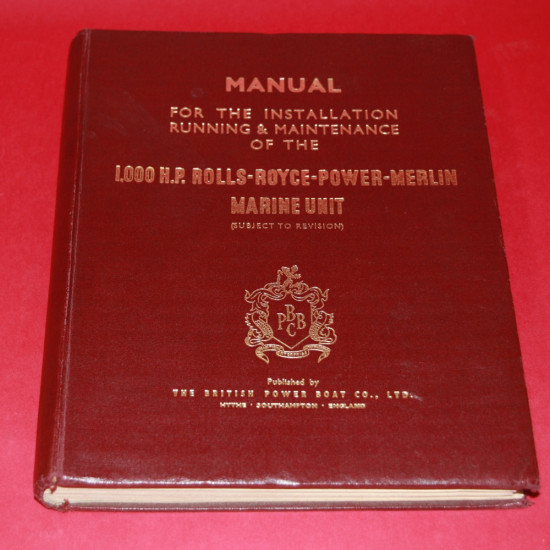 MANUAL
FOR THE INSTALLATION
RUNNING & MAINTENANCE
OF THE
1,000 H.P. ROLLS-ROYCE-POWER-MERLIN
MARINE UNIT
(SUBJECT TO REVISION)
B
P B
C
Published by
THE BRITISH POWER BOAT CO., LTD.
HYTHE · SOUTHAMPTON · ENGLAND